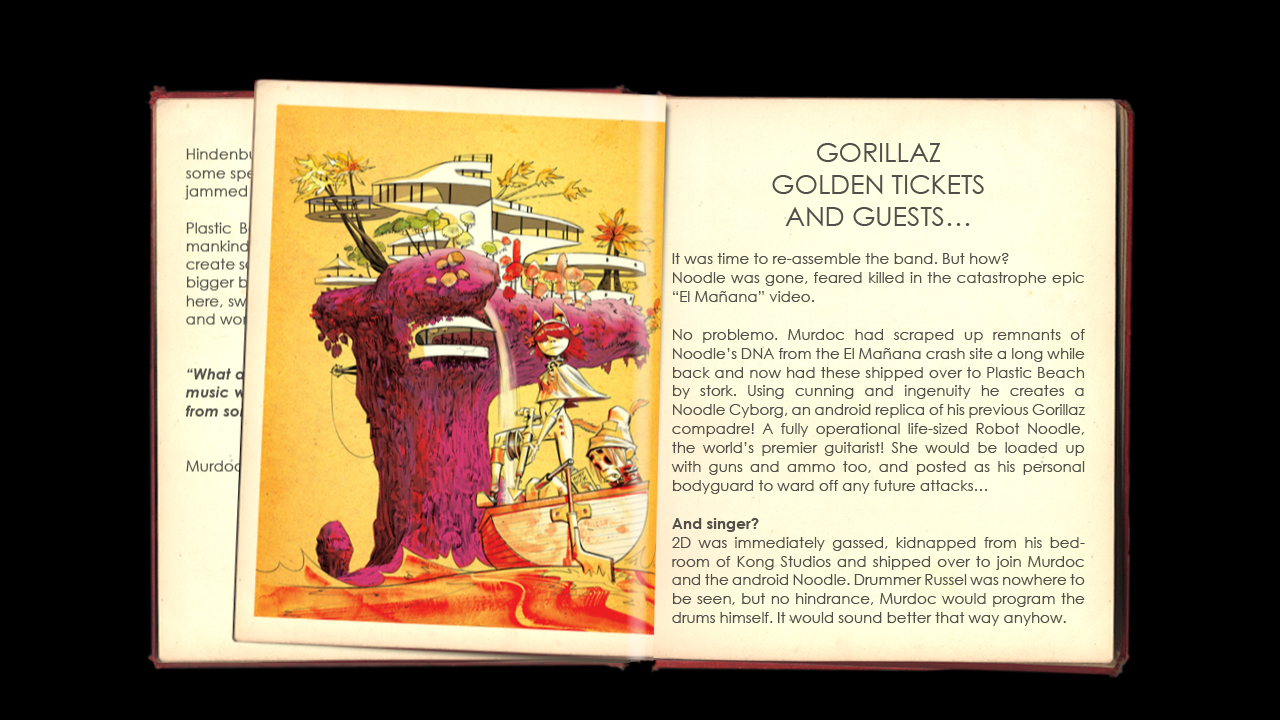 Hindenbu
some spe
jammed
Plastic B
mankind
create so
bigger b
here, sw
and wor
"What a
music w
from so
Murdoc
GORILLAZ
GOLDEN TICKETS
AND GUESTS…
It was time to re-assemble the band. But how?
Noodle was gone, feared killed in the catastrophe epic
“El Mañana” video.
No problemo. Murdoc had scraped up remnants of
Noodle’s DNA from the El Mañana crash site a long while
back and now had these shipped over to Plastic Beach
by stork. Using cunning and ingenuity he creates a
Noodle Cyborg, an android replica of his previous Gorillaz
compadre! A fully operational life-sized Robot Noodle,
the world’s premier guitarist! She would be loaded up
with guns and ammo too, and posted as his personal
bodyguard to ward off any future attacks…
And singer?
2D was immediately gassed, kidnapped from his bed-
room of Kong Studios and shipped over to join Murdoc
and the android Noodle. Drummer Russel was nowhere to
be seen, but no hindrance, Murdoc would program the
drums himself. It would sound better that way anyhow.